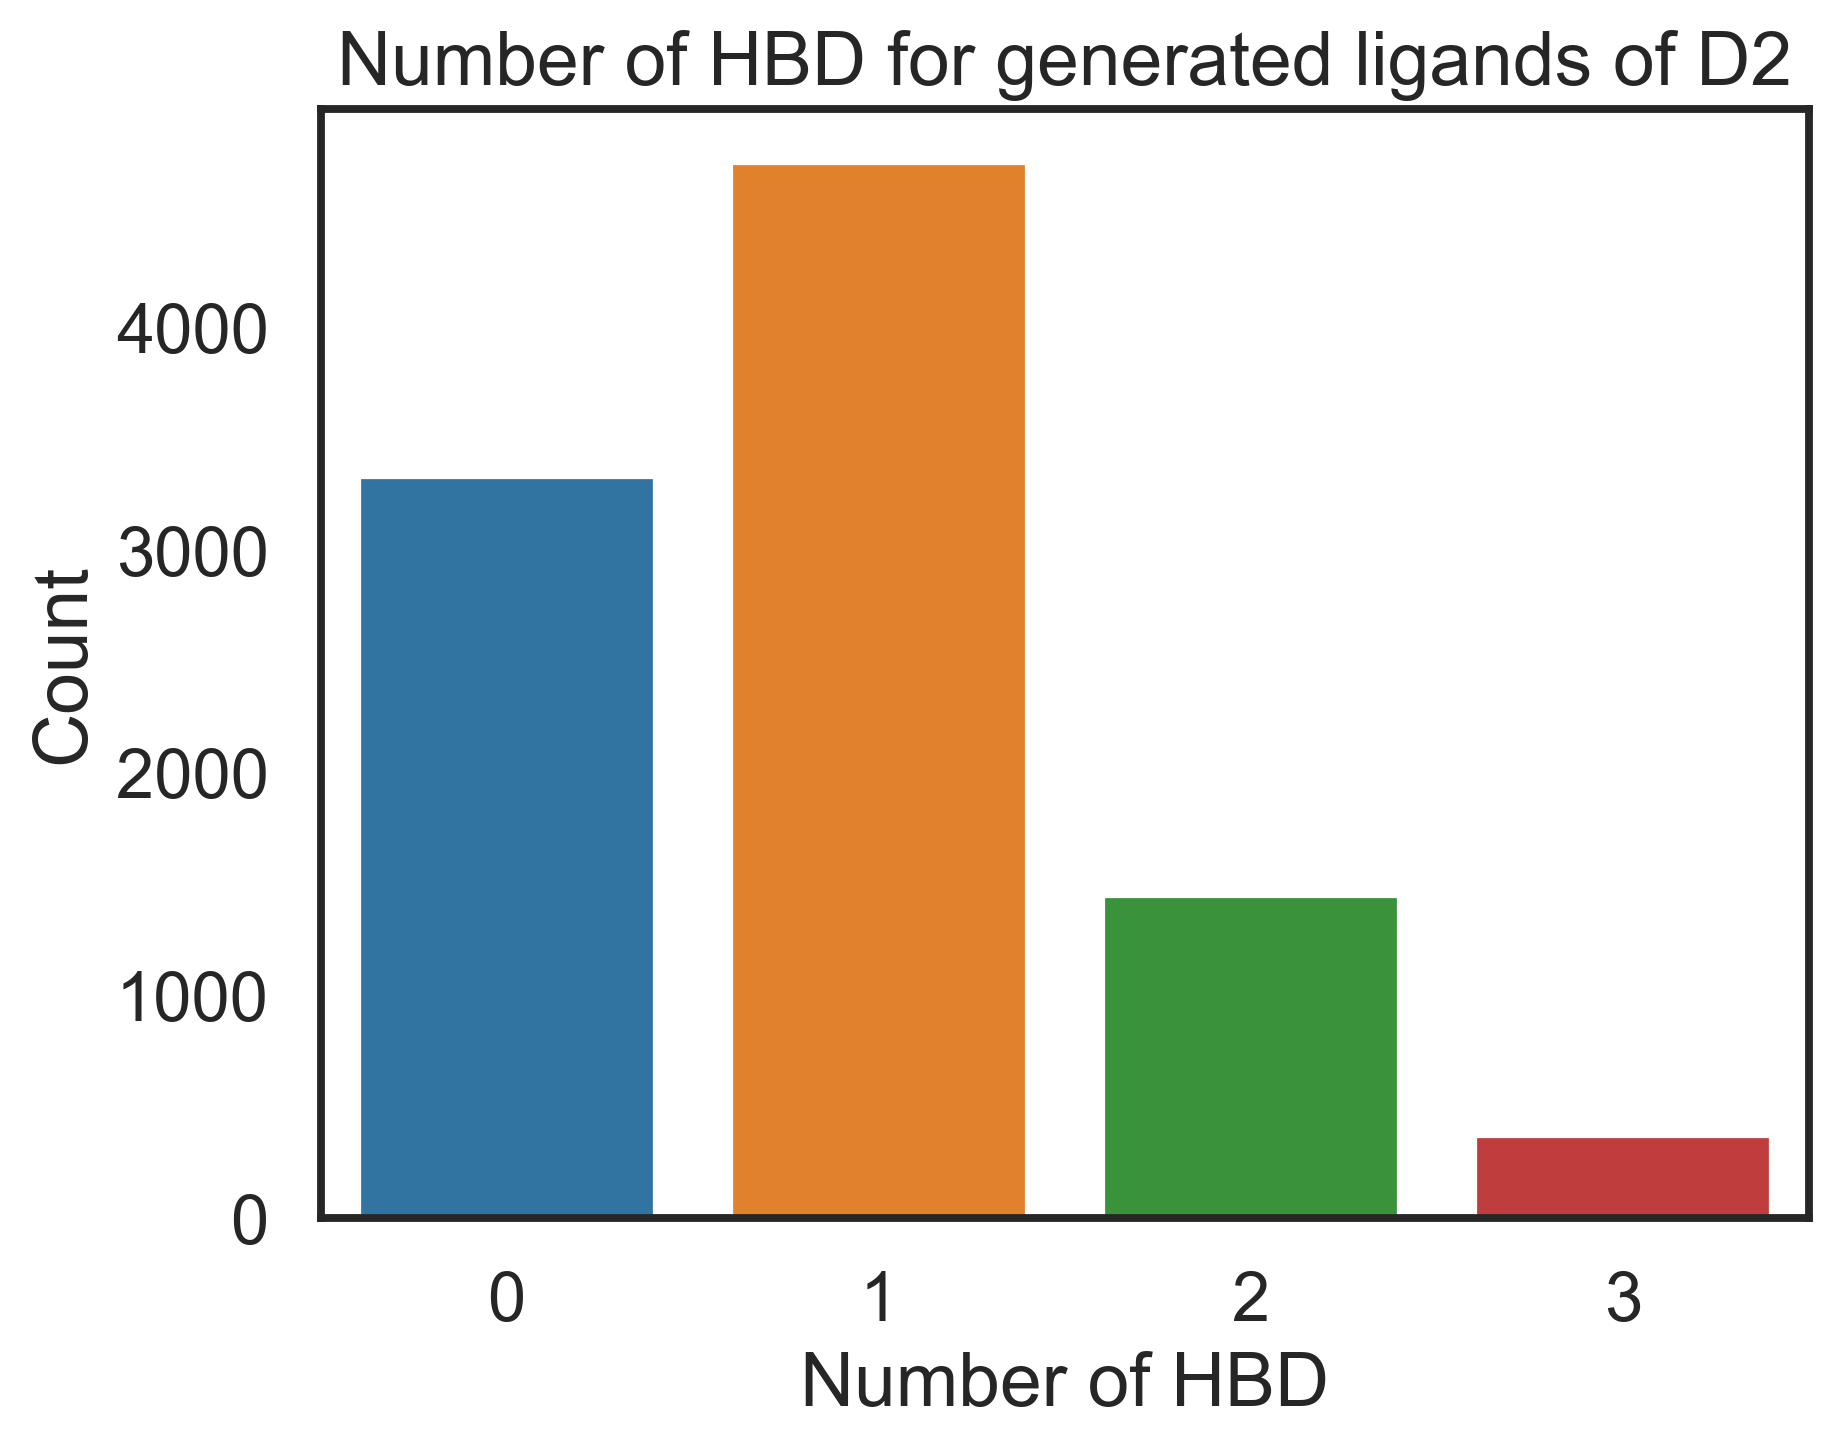 Number of HBD for generated ligands of D2
4000
3000
2000
1000
0
Count
0 1 2 3
Number of HBD